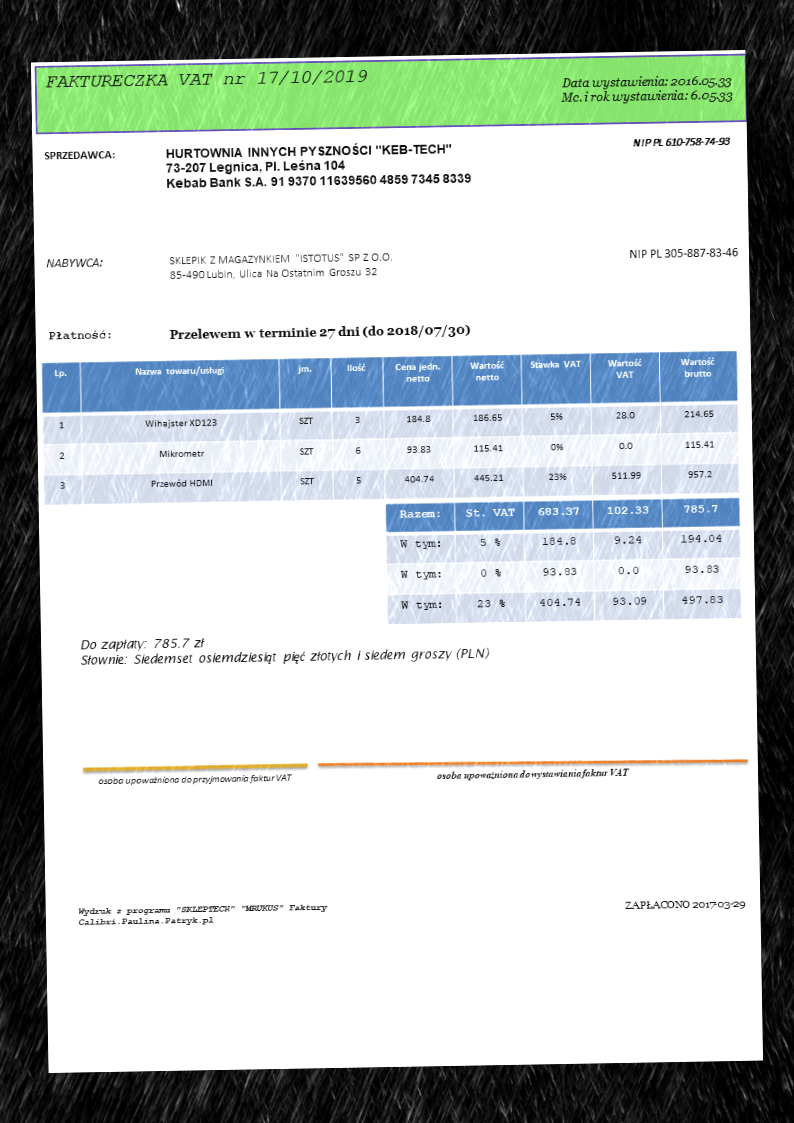 FAKTURECZKA VAT nr 17/10/2019
Data wystawienia: 2016.05.33
Mc.i rok wystawienia: 6.05.33
SPRZEDAWCA:
HURTOWNIA INNYCH PYSZNOŚCI "KEB-TECH"
NIP PL 610-758-74-93
73-207 Legnica, Pl. Leśna 104
Kebab Bank S.A. 91 9370 11639560 4859 7345 8339
NABYWCA:
SKLEPIK Z MAGAZYNKIEM "ISTOTUS" SP Z O.O.
NIP PL 305-887-83-46
85-490 Lubin, Ulica Na Ostatnim Groszu 32
Płatność:
Przelewem w terminie 27 dni (do 2018/07/30)
Lp. Nazwa towaru/usługi jm. Ilość Cena jedn. netto Wartość netto Stawka VAT Wartość VAT Wartość brutto
1 Wihajster XD123 SZT 3 184.8 186.65 5% 28.0 214.65
2 Mikrometr SZT 6 93.83 115.41 0% 0.0 115.41
3 Przewód HDMI SZT 5 404.74 445.21 23% 511.99 957.2
Razem: St. VAT 683.37 102.33 785.7
W tym: 5 % 184.8 9.24 194.04
W tym: 0 % 93.83 0.0 93.83
W tym: 23 % 404.74 93.09 497.83
Do zapłaty: 785.7 zł
Słownie: Siedemset osiemdziesiąt pięć złotych i siedem groszy (PLN)
osoba upoważniona do przyjmowania faktur VAT
osoba upoważniona do wystawiania faktur VAT
Wydruk z programu "SKLEPTECH" "MRUKUS" Faktury
Calibri.Paulina.Patryk.pl
ZAPŁACONO 2017-03-29